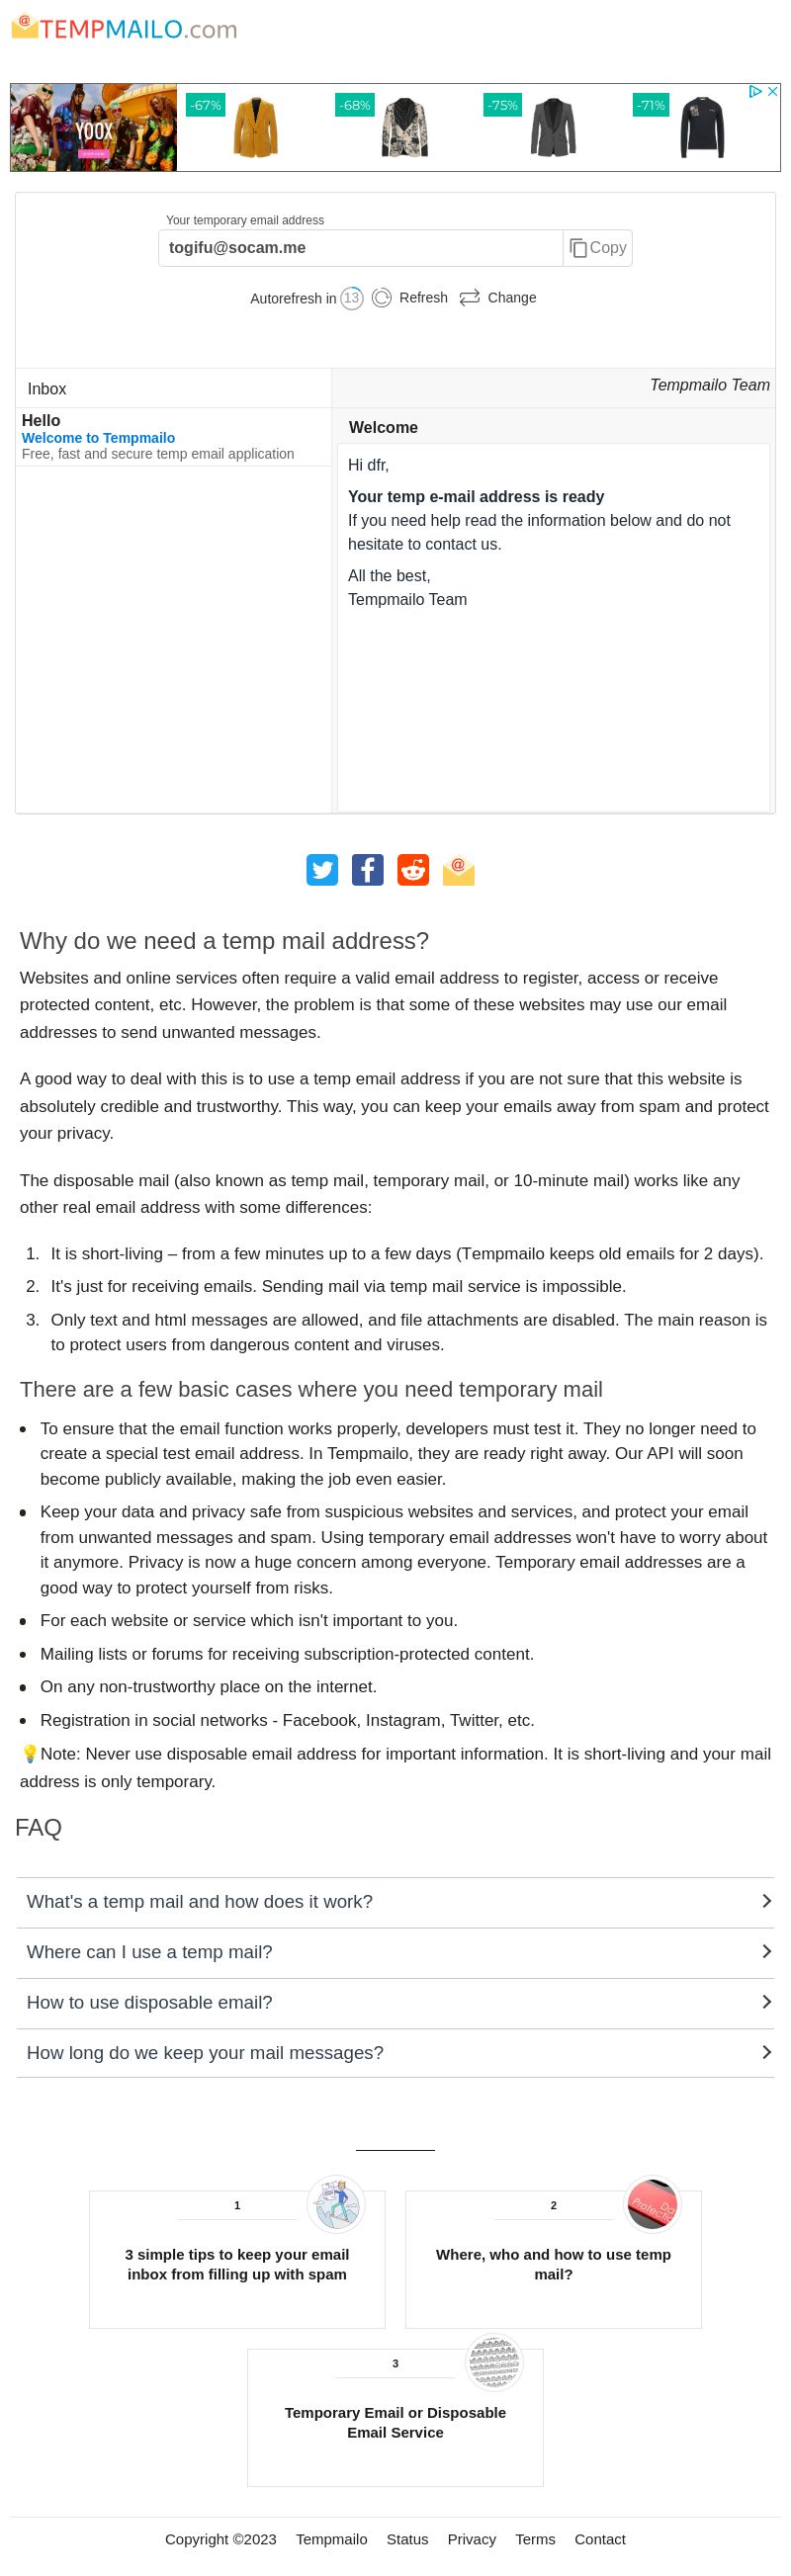 TEMPMAILO.com
YOOX
-67%
-68%
-75%
-71%
Your temporary email address
togifu@socam.me
Copy
Autorefresh in 13 Refresh Change
Inbox
Tempmailo Team
Hello
Welcome to Tempmailo
Free, fast and secure temp email application
Welcome
Hi dfr,
Your temp e-mail address is ready
If you need help read the information below and do not
hesitate to contact us.
All the best,
Tempmailo Team
Why do we need a temp mail address?
Websites and online services often require a valid email address to register, access or receive
protected content, etc. However, the problem is that some of these websites may use our email
addresses to send unwanted messages.
A good way to deal with this is to use a temp email address if you are not sure that this website is
absolutely credible and trustworthy. This way, you can keep your emails away from spam and protect
your privacy.
The disposable mail (also known as temp mail, temporary mail, or 10-minute mail) works like any
other real email address with some differences:
1. It is short-living – from a few minutes up to a few days (Tempmailo keeps old emails for 2 days).
2. It's just for receiving emails. Sending mail via temp mail service is impossible.
3. Only text and html messages are allowed, and file attachments are disabled. The main reason is
to protect users from dangerous content and viruses.
There are a few basic cases where you need temporary mail
• To ensure that the email function works properly, developers must test it. They no longer need to
create a special test email address. In Tempmailo, they are ready right away. Our API will soon
become publicly available, making the job even easier.
• Keep your data and privacy safe from suspicious websites and services, and protect your email
from unwanted messages and spam. Using temporary email addresses won't have to worry about
it anymore. Privacy is now a huge concern among everyone. Temporary email addresses are a
good way to protect yourself from risks.
• For each website or service which isn't important to you.
• Mailing lists or forums for receiving subscription-protected content.
• On any non-trustworthy place on the internet.
• Registration in social networks - Facebook, Instagram, Twitter, etc.
💡Note: Never use disposable email address for important information. It is short-living and your mail
address is only temporary.
FAQ
What's a temp mail and how does it work?
Where can I use a temp mail?
How to use disposable email?
How long do we keep your mail messages?
1
3 simple tips to keep your email
inbox from filling up with spam
2
Where, who and how to use temp
mail?
3
Temporary Email or Disposable
Email Service
Copyright ©2023 Tempmailo Status Privacy Terms Contact